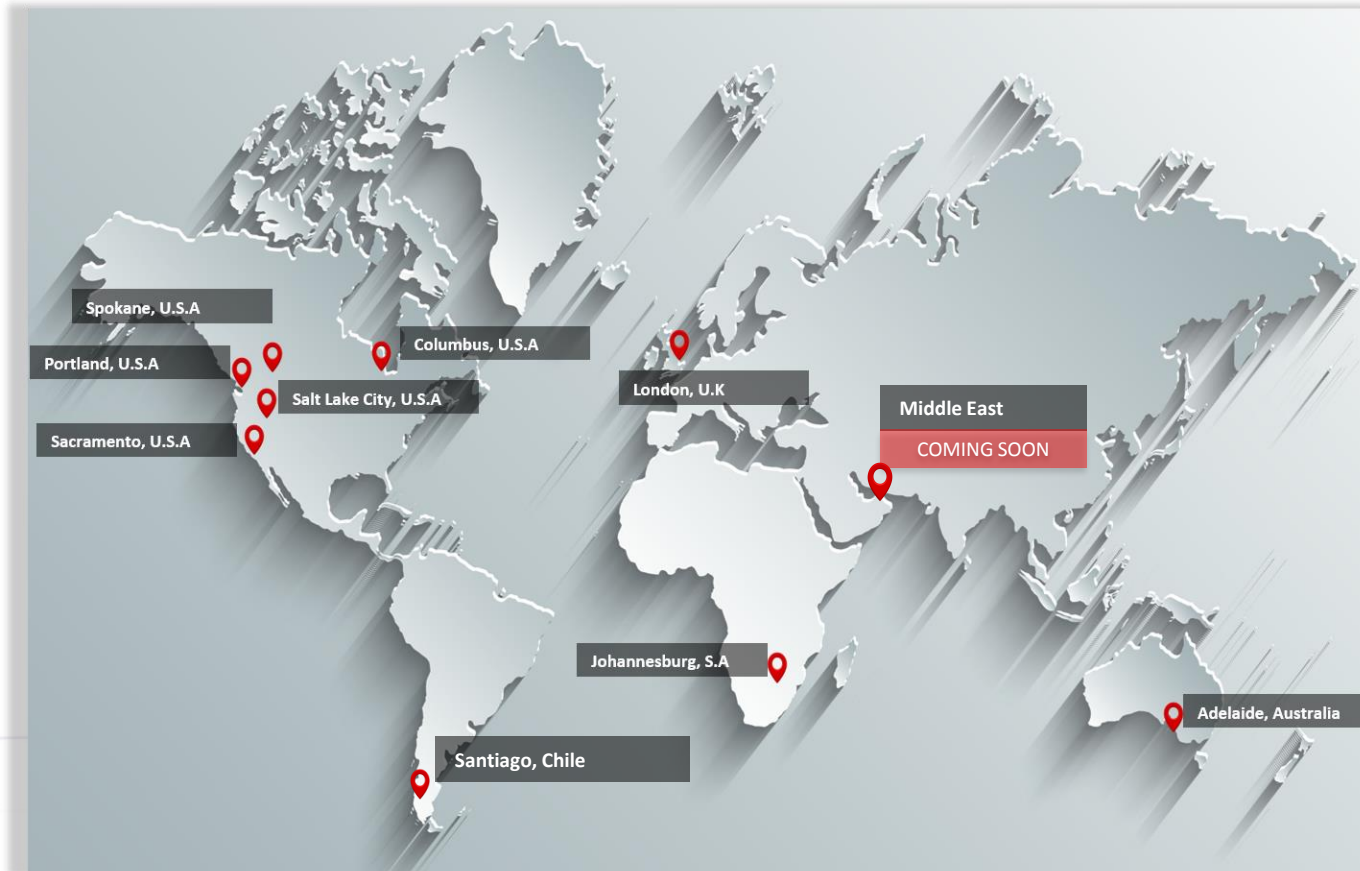 Spokane, U.S.A
Columbus, U.S.A
Portland, U.S.A
Salt Lake City, U.S.A
London, U.K
Middle East
COMING SOON
Sacramento, U.S.A
Johannesburg, S.A
Adelaide, Australia
Santiago, Chile